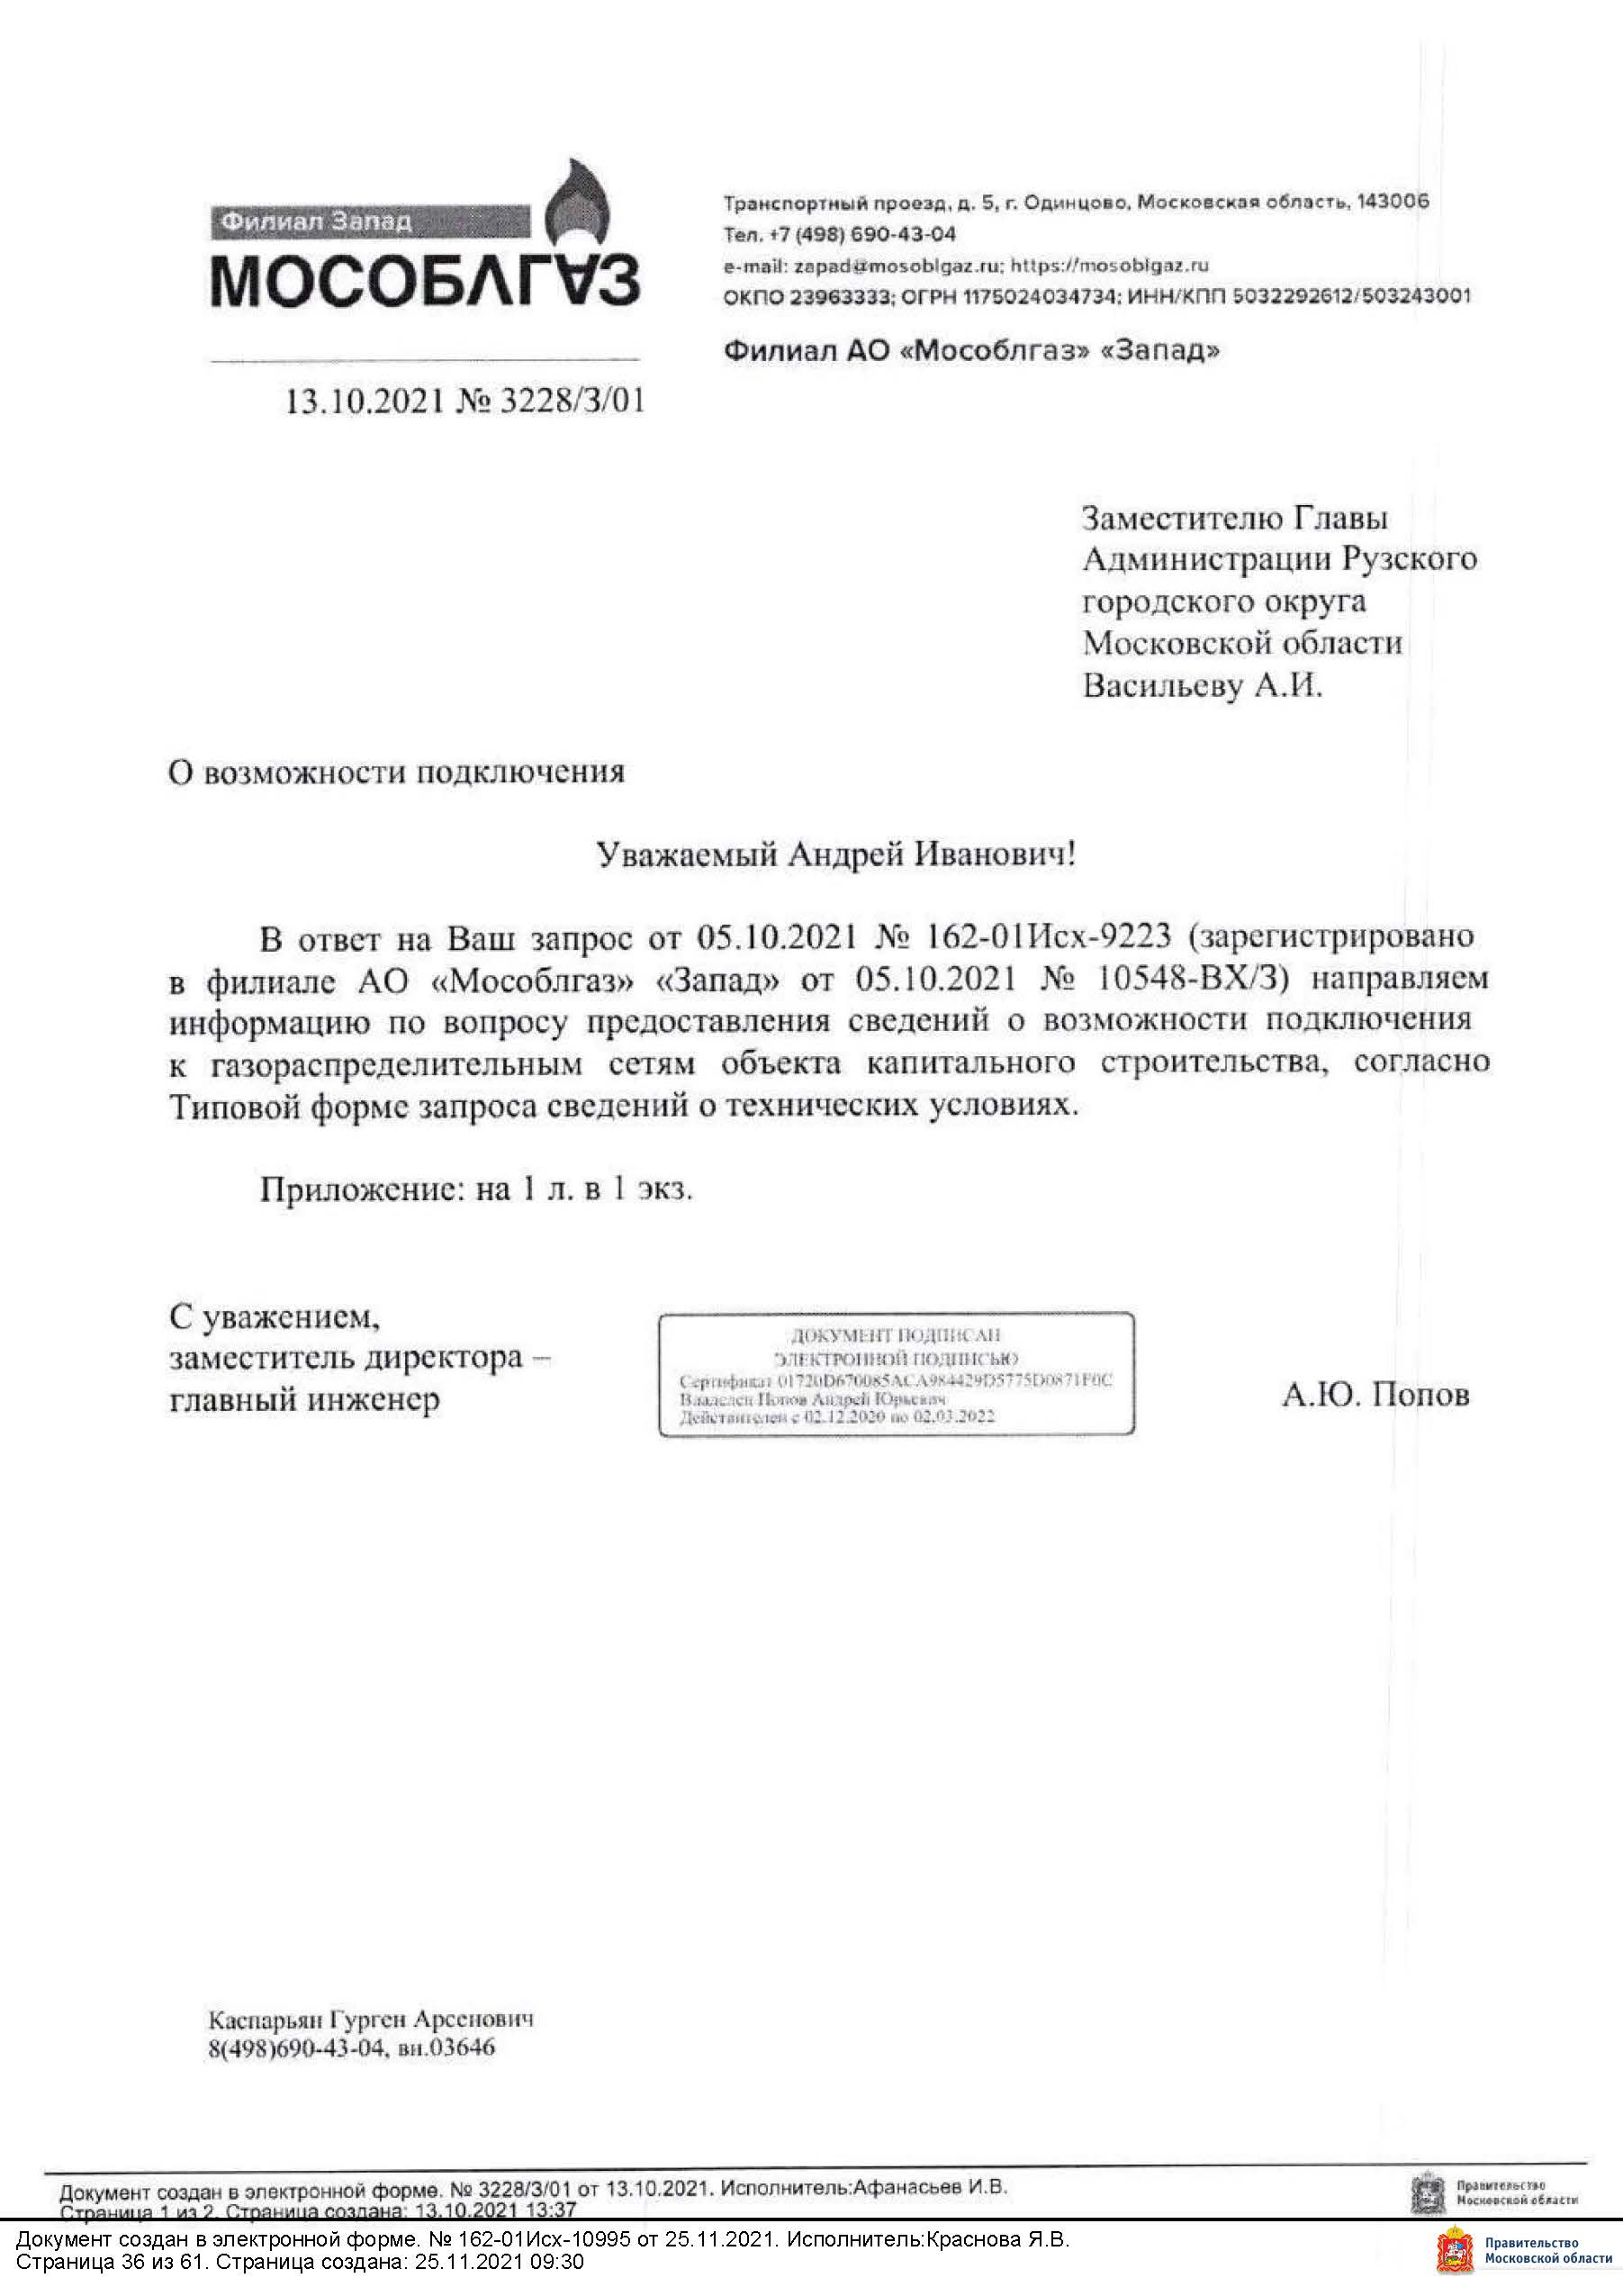 Филиал Запад
МОСОБЛГАЗ
Транспортный проезд, д. 5, г. Одинцово, Московская область, 143006
Тел. +7 (498) 690-43-04
e-mail: zapad@mosoblgaz.ru; https://mosoblgaz.ru
ОКПО 23963333; ОГРН 1175024034734; ИНН/КПП 5032292612/503243001
Филиал АО «Мособлгаз» «Запад»
13.10.2021 № 3228/З/01
Заместителю Главы
Администрации Рузского
городского округа
Московской области
Васильеву А.И.
О возможности подключения
Уважаемый Андрей Иванович!
В ответ на Ваш запрос от 05.10.2021 № 162-01Исх-9223 (зарегистрировано
в филиале АО «Мособлгаз» «Запад» от 05.10.2021 № 10548-ВХ/З) направляем
информацию по вопросу предоставления сведений о возможности подключения
к газораспределительным сетям объекта капитального строительства, согласно
Типовой форме запроса сведений о технических условиях.
Приложение: на 1 л. в 1 экз.
С уважением,
заместитель директора –
главный инженер
ДОКУМЕНТ ПОДПИСАН
ЭЛЕКТРОННОЙ ПОДПИСЬЮ
Сертификат 01720D670085ACA984429D5775D0871F0C
Владелец Попов Андрей Юрьевич
Действителен с 02.12.2020 по 02.03.2022
А.Ю. Попов
Каспарьян Гурген Арсенович
8(498)690-43-04, вн.03646
Документ создан в электронной форме. № 3228/З/01 от 13.10.2021. Исполнитель:Афанасьев И.В.
Страница 1 из 2. Страница создана: 13.10.2021 13:37
Правительство
Московской области
Документ создан в электронной форме. № 162-01Исх-10995 от 25.11.2021. Исполнитель:Краснова Я.В.
Страница 36 из 61. Страница создана: 25.11.2021 09:30
Правительство
Московской области